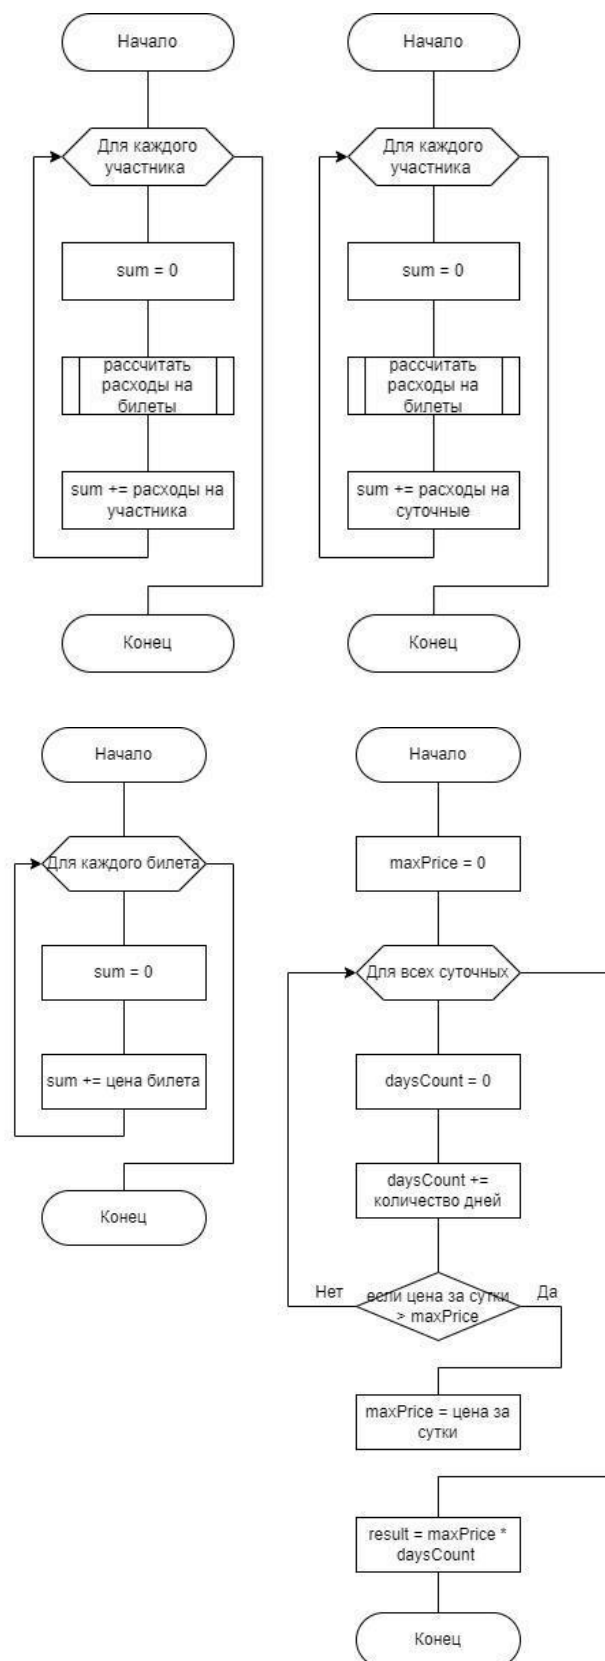 Начало
Для каждого
участника
sum = 0
рассчитать
расходы на
билеты
sum += расходы на
участника
Конец
Начало
Для каждого
участника
sum = 0
рассчитать
расходы на
билеты
sum += расходы на
суточные
Конец
Начало
Для каждого билета
sum = 0
sum += цена билета
Конец
Начало
maxPrice = 0
Для всех суточных
daysCount = 0
daysCount +=
количество дней
Нет
если цена за сутки
> maxPrice
Да
maxPrice = цена за
сутки
result = maxPrice *
daysCount
Конец